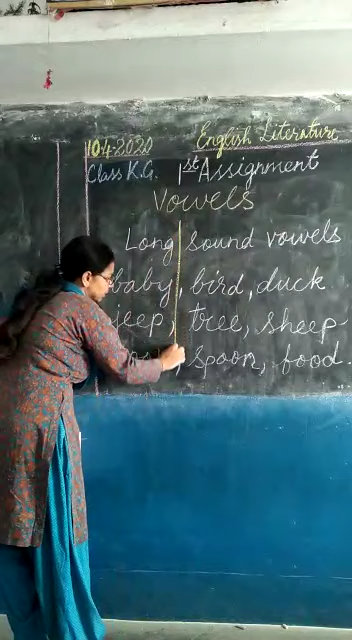 10.4.2020 English Literature
Class K.G. 1st Assignment
Vowels
Long sound vowels
baby, bird, duck
jeep, tree, sheep
spoon, food.